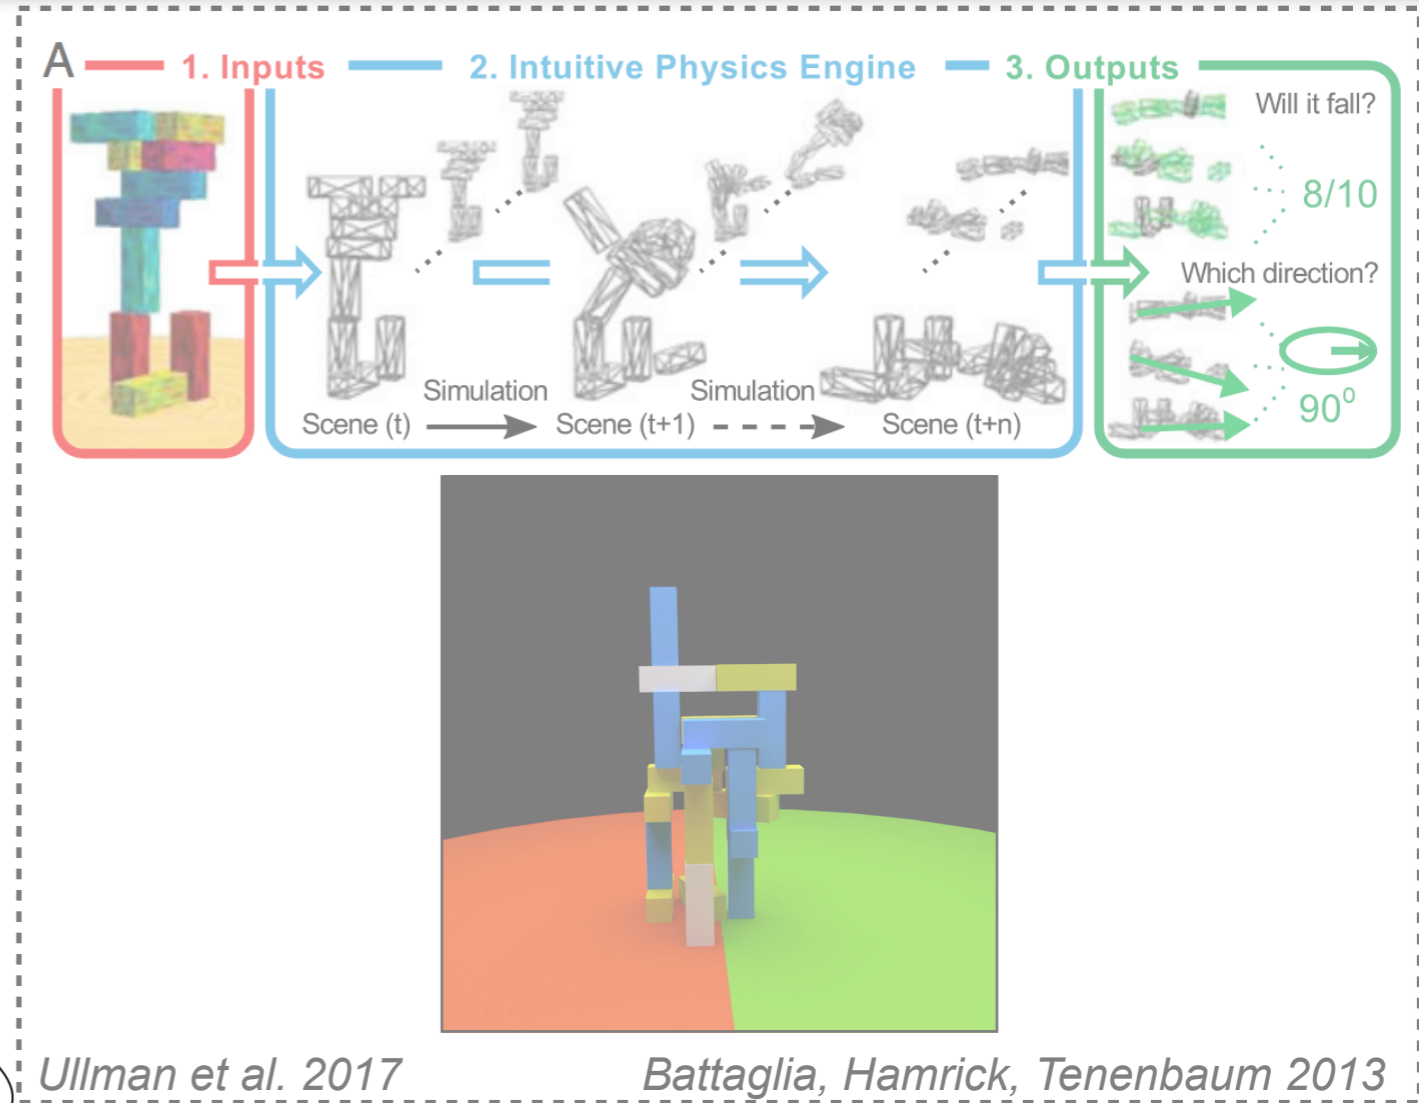 A 1. Inputs 2. Intuitive Physics Engine 3. Outputs
Will it fall?
8/10
Which direction?
90⁰
Simulation Simulation
Scene (t) Scene (t+1) Scene (t+n)
Ullman et al. 2017 Battaglia, Hamrick, Tenenbaum 2013